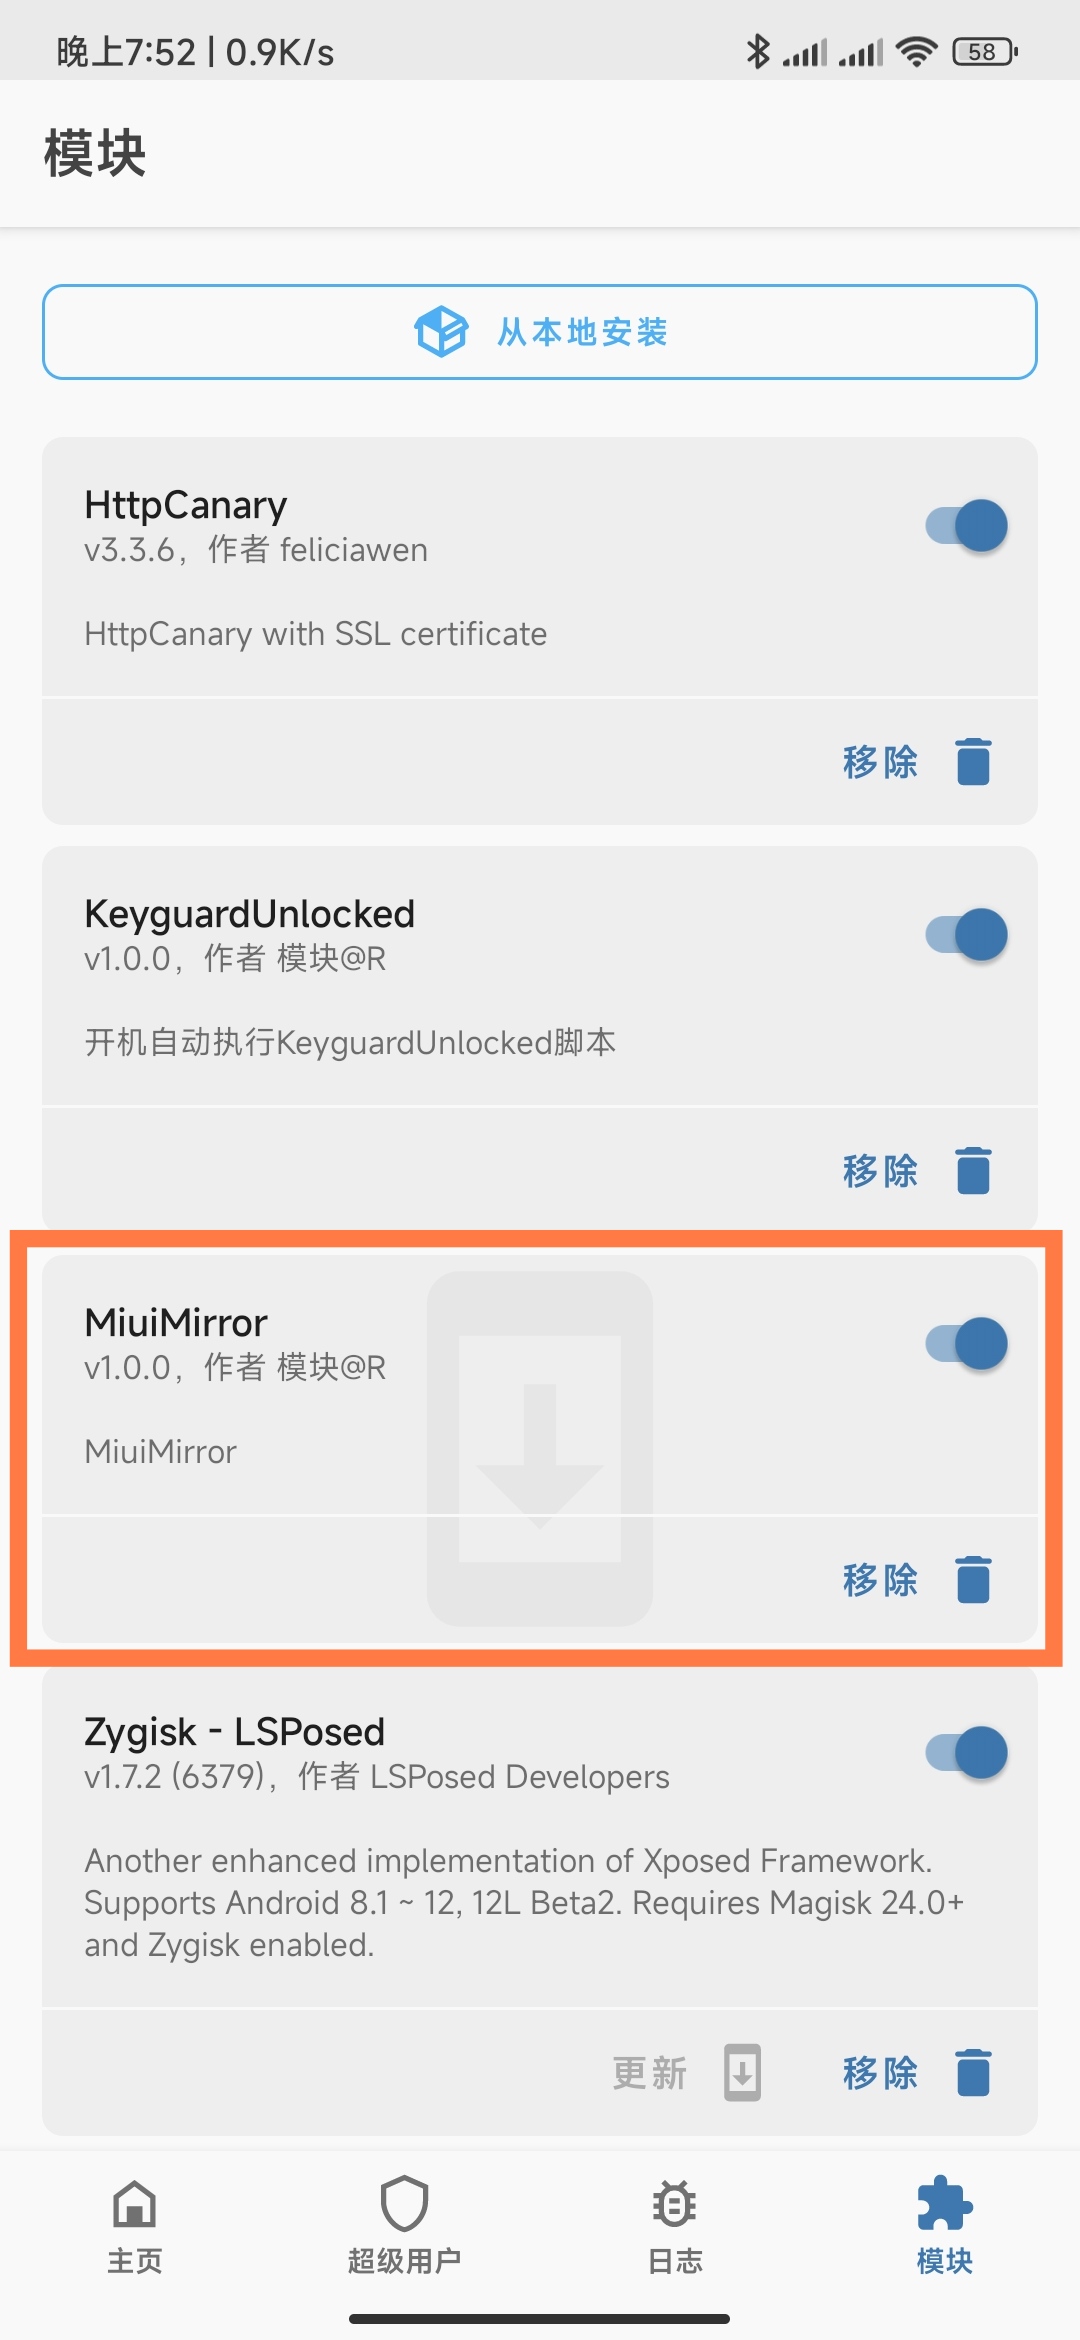 晚上7:52 | 0.9K/s
58
模块
从本地安装
HttpCanary
v3.3.6，作者 feliciawen
HttpCanary with SSL certificate
移除
KeyguardUnlocked
v1.0.0，作者 模块@R
开机自动执行KeyguardUnlocked脚本
移除
MiuiMirror
v1.0.0，作者 模块@R
MiuiMirror
移除
Zygisk - LSPosed
v1.7.2 (6379)，作者 LSPosed Developers
Another enhanced implementation of Xposed Framework.
Supports Android 8.1 ~ 12, 12L Beta2. Requires Magisk 24.0+
and Zygisk enabled.
更新 移除
主页 超级用户 日志 模块